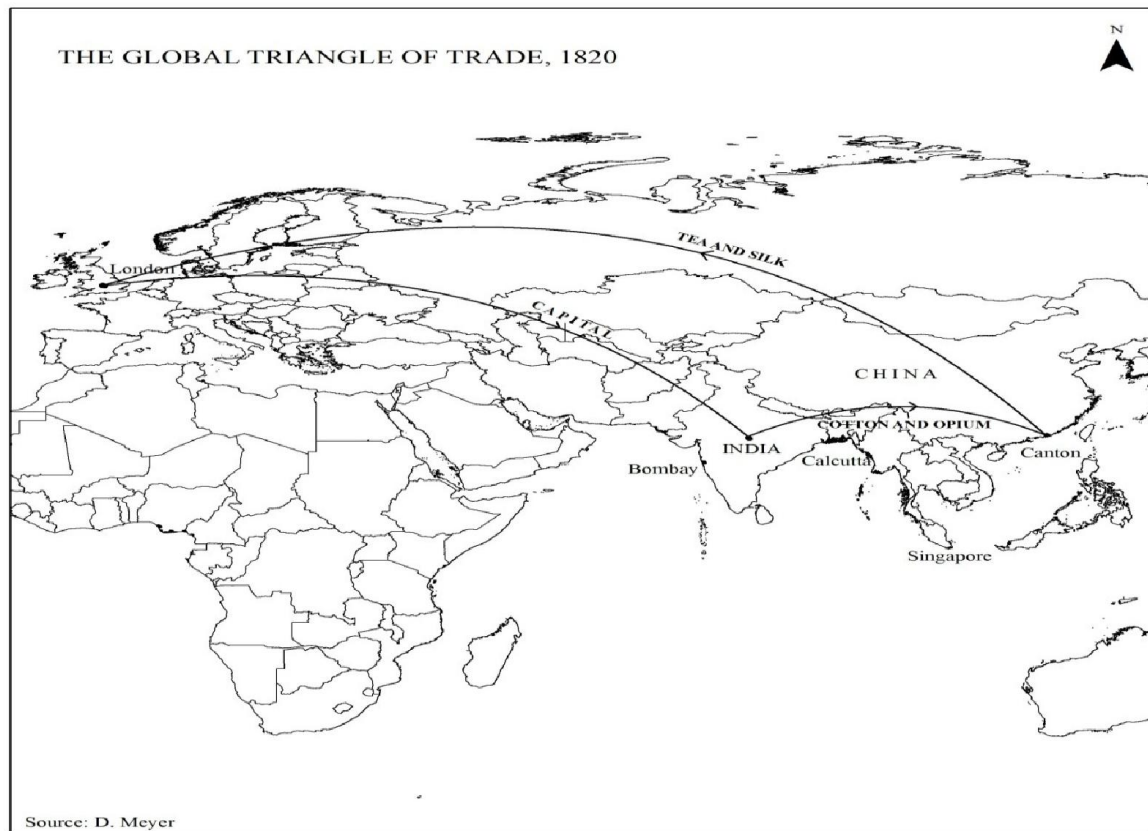 N
THE GLOBAL TRIANGLE OF TRADE, 1820
TEA AND SILK
London
CAPITAL
CHINA
COTTON AND OPIUM
INDIA
Canton
Bombay
Calcutta
Singapore
Source: D. Meyer